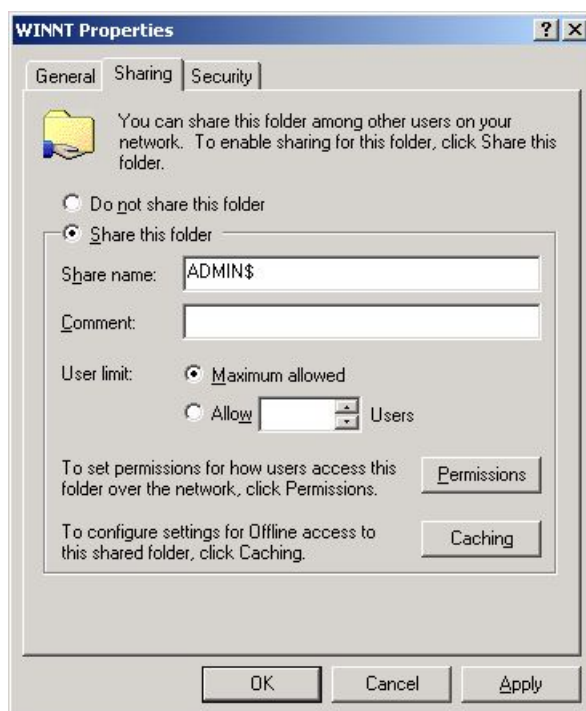 WINNT Properties
General Sharing Security
You can share this folder among other users on your
network. To enable sharing for this folder, click Share this
folder.
Do not share this folder
Share this folder
Share name: ADMIN$
Comment:
User limit: Maximum allowed
Allow Users
To set permissions for how users access this
folder over the network, click Permissions.
Permissions
To configure settings for Offline access to
this shared folder, click Caching.
Caching
OK Cancel Apply